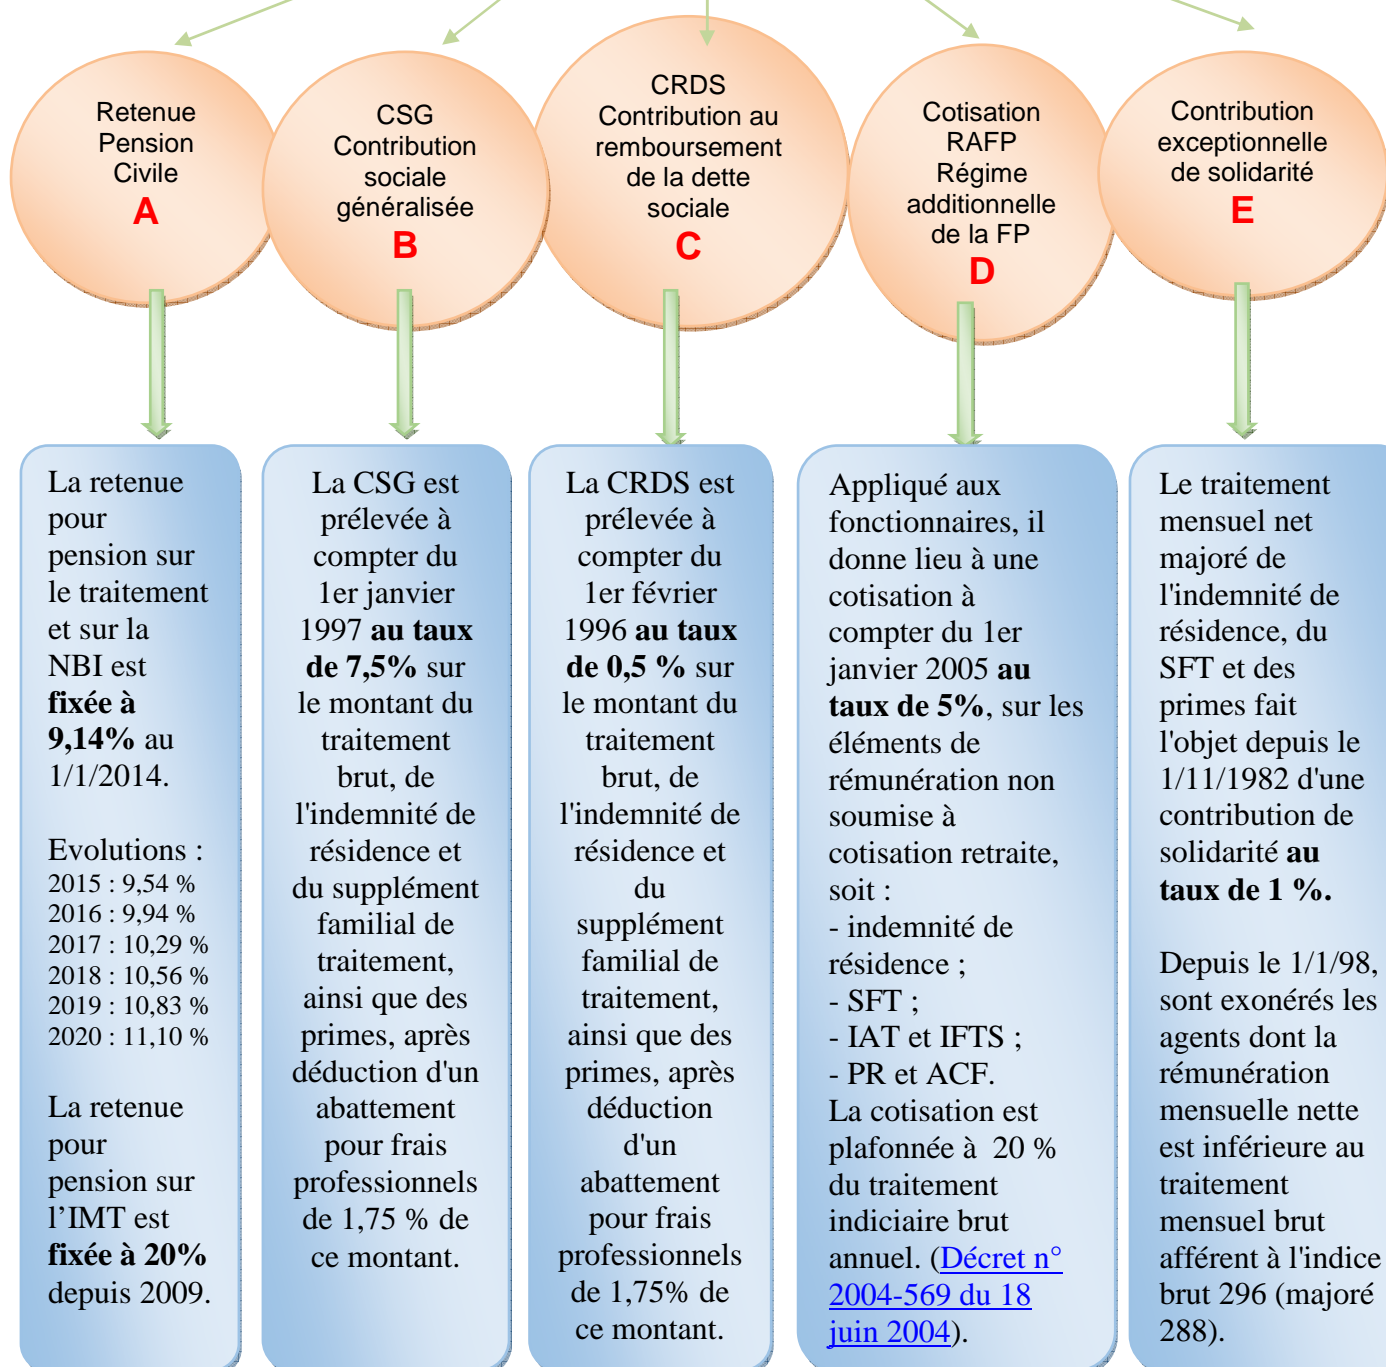 Retenue
Pension
Civile
A
CSG
Contribution
sociale
généralisée
B
CRDS
Contribution au
remboursement
de la dette
sociale
C
Cotisation
RAFP
Régime
additionnelle
de la FP
D
Contribution
exceptionnelle
de solidarité
E
La retenue
pour
pension sur
le traitement
et sur la
NBI est
fixée à
9,14% au
1/1/2014.
Evolutions :
2015 : 9,54 %
2016 : 9,94 %
2017 : 10,29 %
2018 : 10,56 %
2019 : 10,83 %
2020 : 11,10 %
La retenue
pour
pension sur
l’IMT est
fixée à 20%
depuis 2009.
La CSG est
prélevée à
compter du
1er janvier
1997 au taux
de 7,5% sur
le montant du
traitement
brut, de
l'indemnité de
résidence et
du supplément
familial de
traitement,
ainsi que des
primes, après
déduction d'un
abattement
pour frais
professionnels
de 1,75 % de
ce montant.
La CRDS est
prélevée à
compter du
1er février
1996 au taux
de 0,5 % sur
le montant du
traitement
brut, de
l'indemnité de
résidence et
du
supplément
familial de
traitement,
ainsi que des
primes, après
déduction
d'un
abattement
pour frais
professionnels
de 1,75% de
ce montant.
Appliqué aux
fonctionnaires, il
donne lieu à une
cotisation à
compter du 1er
janvier 2005 au
taux de 5%, sur les
éléments de
rémunération non
soumise à
cotisation retraite,
soit :
- indemnité de
résidence ;
- SFT ;
- IAT et IFTS ;
- PR et ACF.
La cotisation est
plafonnée à 20 %
du traitement
indiciaire brut
annuel. (Décret n°
2004-569 du 18
juin 2004).
Le traitement
mensuel net
majoré de
l'indemnité de
résidence, du
SFT et des
primes fait
l'objet depuis le
1/11/1982 d'une
contribution de
solidarité au
taux de 1 %.
Depuis le 1/1/98,
sont exonérés les
agents dont la
rémunération
mensuelle nette
est inférieure au
traitement
mensuel brut
afférent à l'indice
brut 296 (majoré
288).